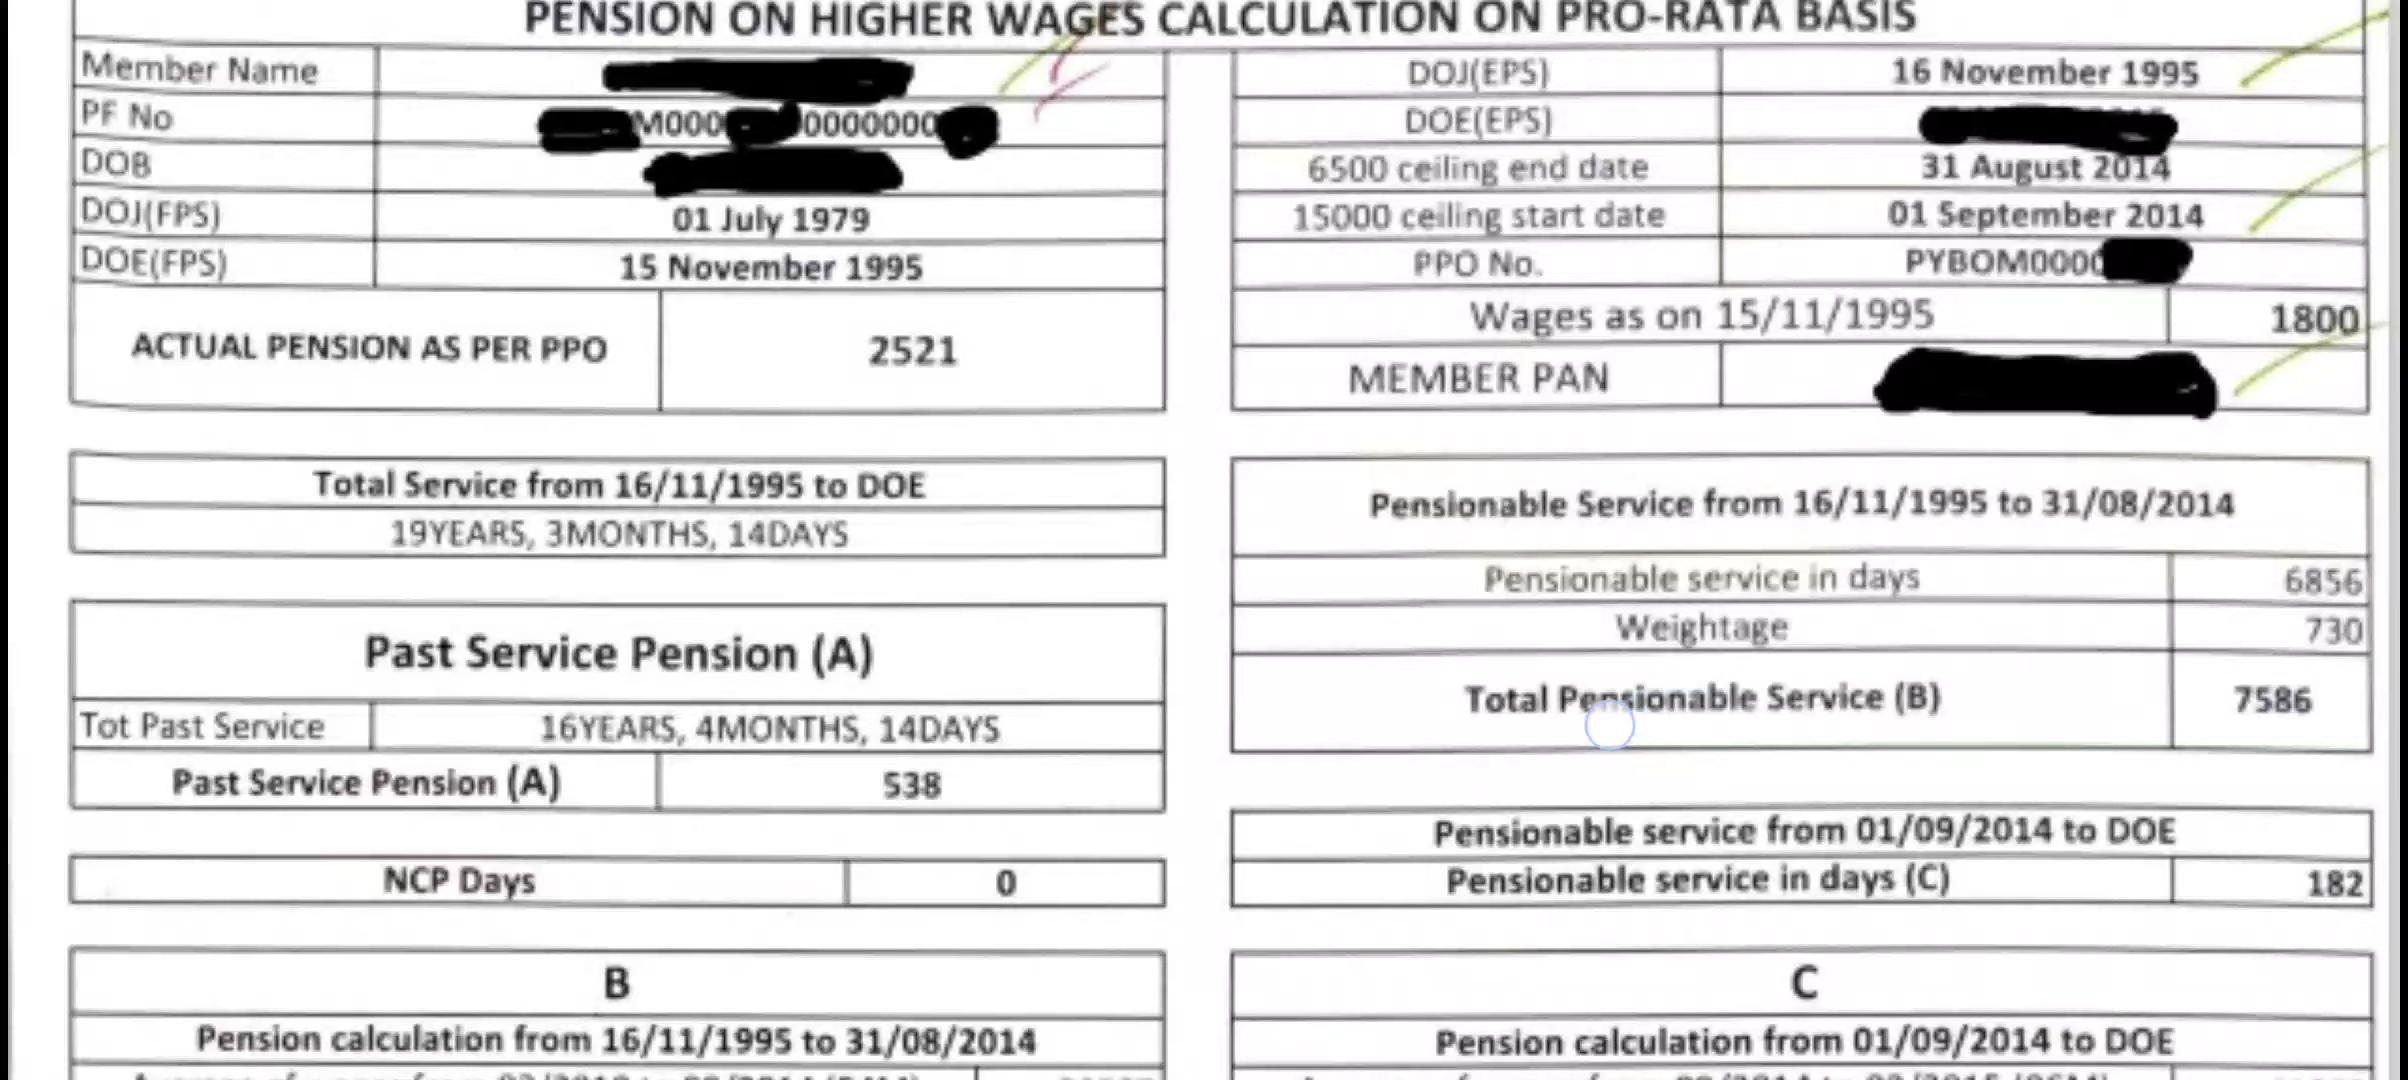 PENSION ON HIGHER WAGES CALCULATION ON PRO-RATA BASIS
Member Name
PF No M000 0000000
DOB
DOJ(FPS) 01 July 1979
DOE(FPS) 15 November 1995
ACTUAL PENSION AS PER PPO 2521
DOJ(EPS) 16 November 1995
DOE(EPS)
6500 ceiling end date 31 August 2014
15000 ceiling start date 01 September 2014
PPO No. PYBOM0000
Wages as on 15/11/1995 1800
MEMBER PAN
Total Service from 16/11/1995 to DOE
19YEARS, 3MONTHS, 14DAYS
Pensionable Service from 16/11/1995 to 31/08/2014
Pensionable service in days 6856
Weightage 730
Total Pensionable Service (B) 7586
Past Service Pension (A)
Tot Past Service 16YEARS, 4MONTHS, 14DAYS
Past Service Pension (A) 538
Pensionable service from 01/09/2014 to DOE
Pensionable service in days (C) 182
NCP Days 0
B
Pension calculation from 16/11/1995 to 31/08/2014
C
Pension calculation from 01/09/2014 to DOE